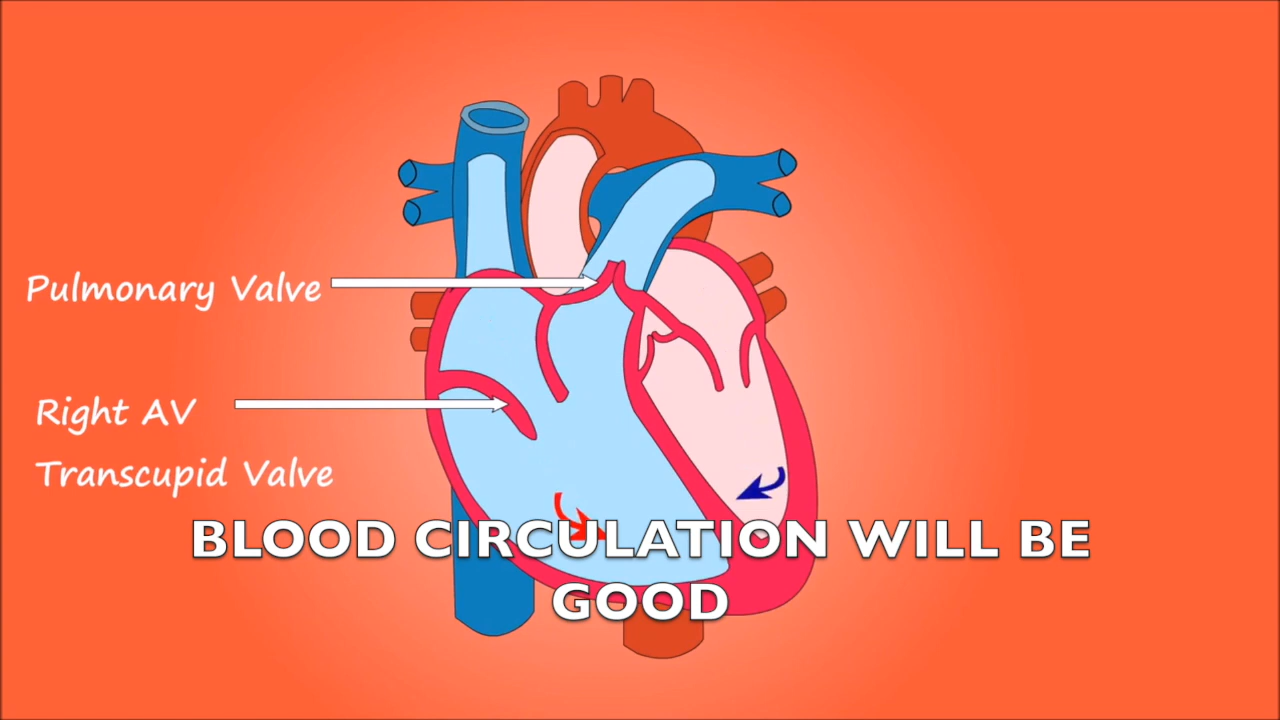 Pulmonary Valve
Right AV
Transcupid Valve
BLOOD CIRCULATION WILL BE
GOOD